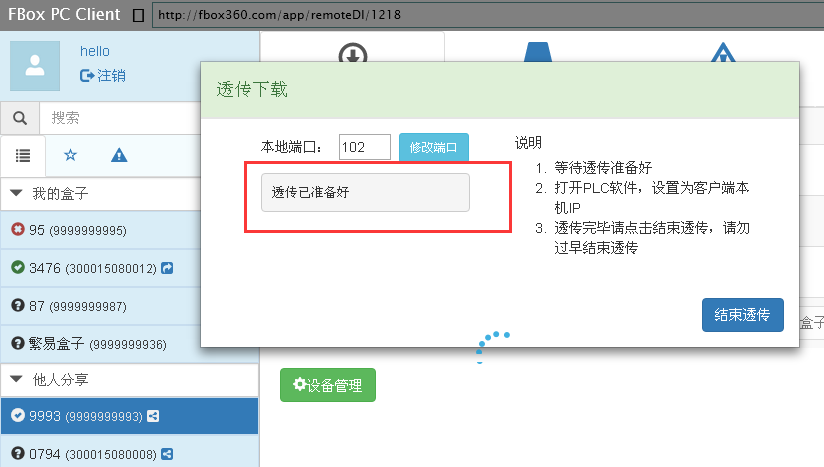 FBox PC Client
http://fbox360.com/app/remoteDl/1218
hello
注销
搜索
我的盒子
95 (9999999995)
3476 (300015080012)
87 (9999999987)
繁易盒子 (9999999936)
他人分享
9993 (9999999993)
0794 (300015080008)
透传下载
本地端口： 102 修改端口
透传已准备好
说明
1. 等待透传准备好
2. 打开PLC软件，设置为客户端本
机IP
3. 透传完毕请点击结束透传，请勿
过早结束透传
结束透传
盒子
设备管理